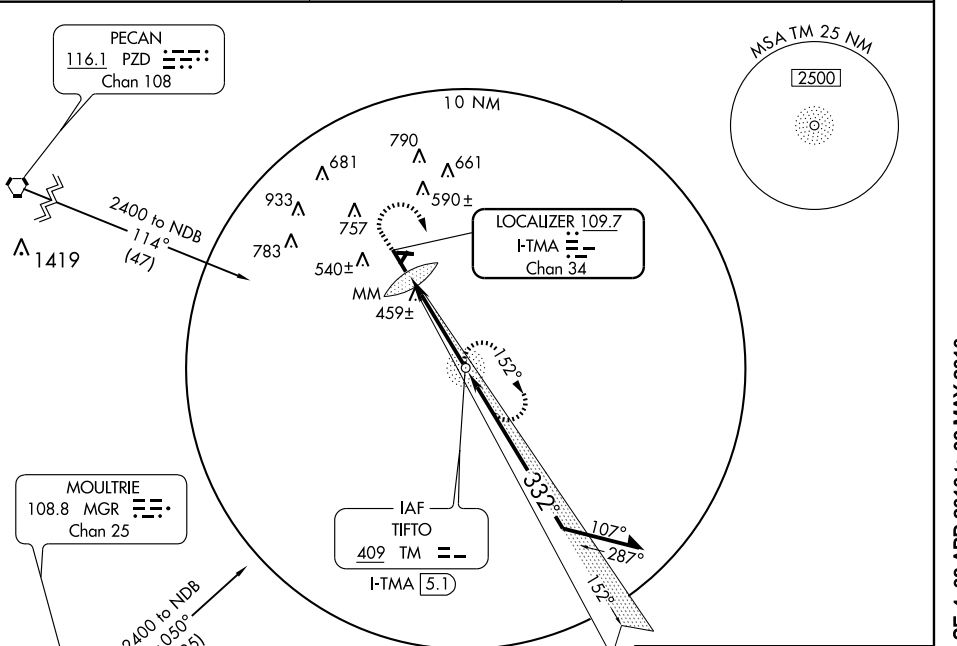 PECAN
116.1 PZD
Chan 108
MSA TM 25 NM
2500
10 NM
790
681
661
933
590±
757
783
540±
2400 to NDB
114°
(47)
1419
LOCALIZER 109.7
I-TMA
Chan 34
MM
459±
152°
MOULTRIE
108.8 MGR
Chan 25
IAF
TIFTO
409 TM
I-TMA 5.1
332°
107°
287°
152°
2400 to NDB
050°